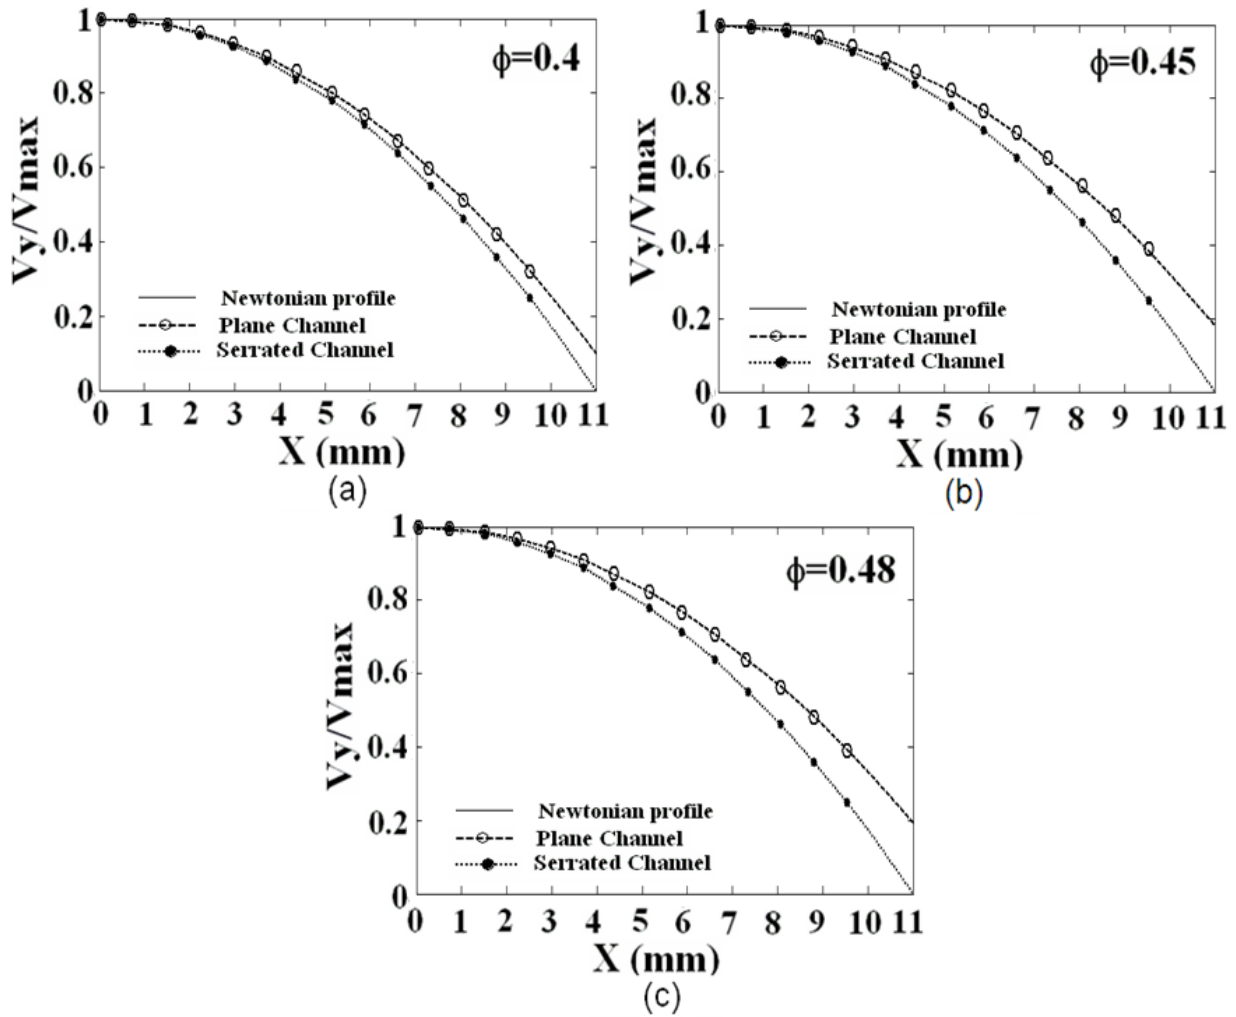 1
0.8
0.6
0.4
0.2
0
Vy/Vmax
ϕ=0.4
Newtonian profile
Plane Channel
Serrated Channel
0 1 2 3 4 5 6 7 8 9 10 11
X (mm)
(a)
1
0.8
0.6
0.4
0.2
0
Vy/Vmax
ϕ=0.45
Newtonian profile
Plane Channel
Serrated Channel
0 1 2 3 4 5 6 7 8 9 10 11
X (mm)
(b)
1
0.8
0.6
0.4
0.2
0
Vy/Vmax
ϕ=0.48
Newtonian profile
Plane Channel
Serrated Channel
0 1 2 3 4 5 6 7 8 9 10 11
X (mm)
(c)